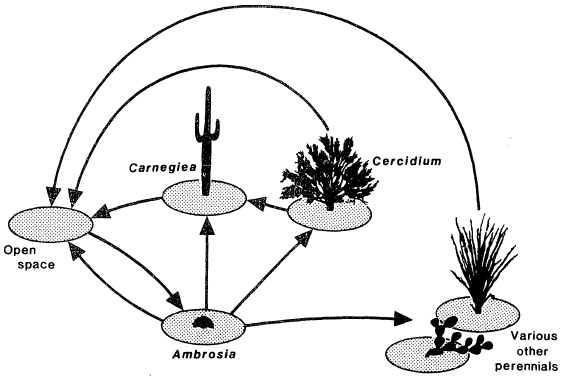 Carnegiea
Cercidium
Open
space
Ambrosia
Various
other
perennials